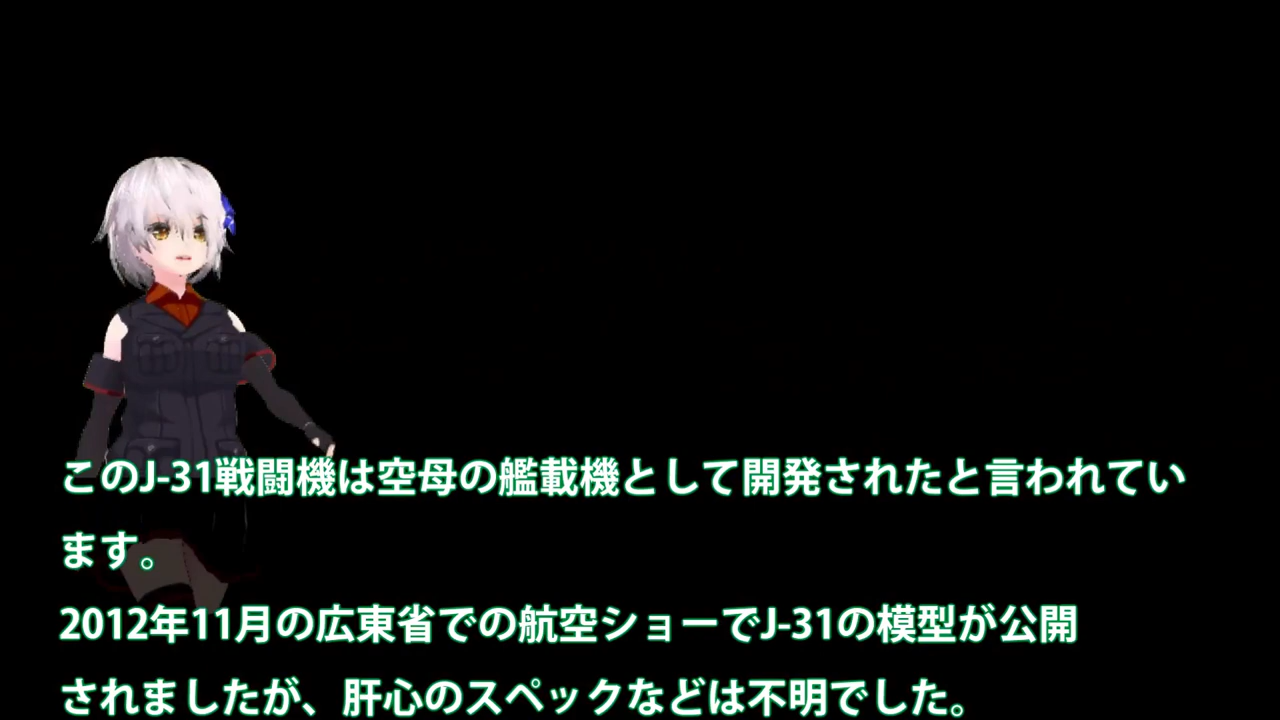 このJ-31戦闘機は空母の艦載機として開発されたと言われてい
ます。
2012年11月の広東省での航空ショーでJ-31の模型が公開
されましたが、肝心のスペックなどは不明でした。